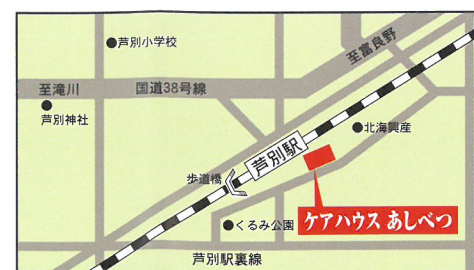 ●芦別小学校
至富良野
至滝川
国道38号線
●
芦別神社
●北海興産
芦別駅
歩道橋
●くるみ公園
ケアハウス あしべつ
芦別駅裏線